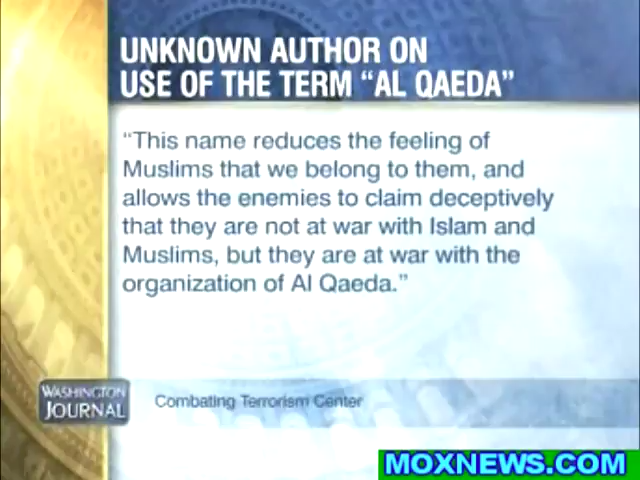 UNKNOWN AUTHOR ON
USE OF THE TERM “AL QAEDA”
“This name reduces the feeling of
Muslims that we belong to them, and
allows the enemies to claim deceptively
that they are not at war with Islam and
Muslims, but they are at war with the
organization of Al Qaeda.”
WASHINGTON
JOURNAL
Combating Terrorism Center
MOXNEWS.COM